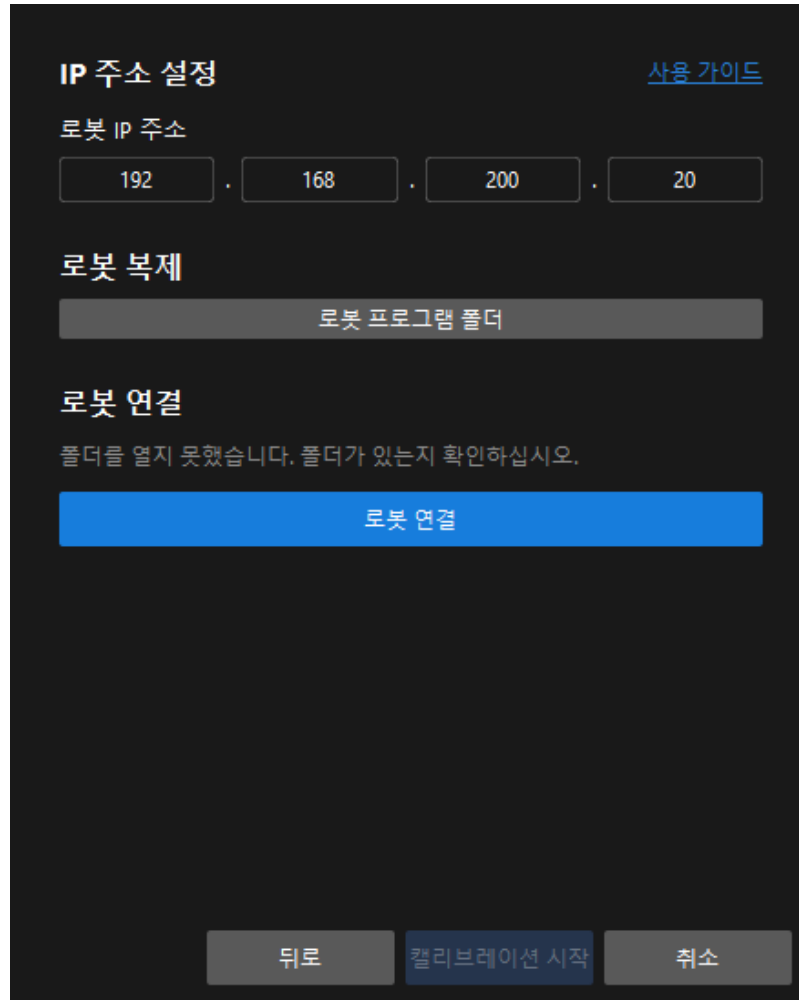 IP 주소 설정 사용 가이드
로봇 IP 주소
192 . 168 . 200 . 20
로봇 복제
로봇 프로그램 폴더
로봇 연결
폴더를 열지 못했습니다. 폴더가 있는지 확인하십시오.
로봇 연결
뒤로 캘리브레이션 시작 취소